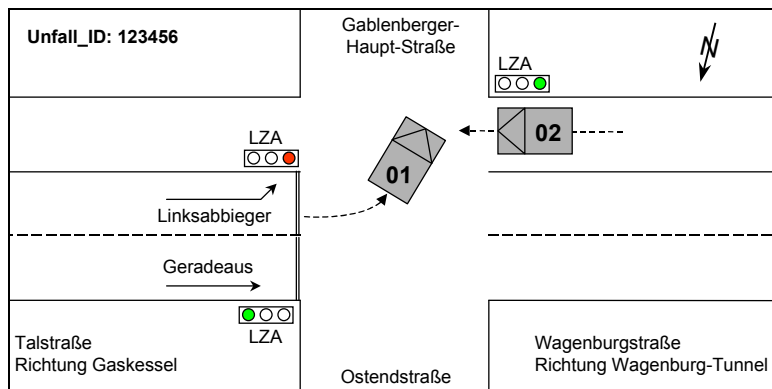 Unfall_ID: 123456
Gablenberger-
Haupt-Straße
N
LZA
02
LZA
01
Linksabbieger
Geradeaus
LZA
Talstraße
Richtung Gaskessel
Ostendstraße
Wagenburgstraße
Richtung Wagenburg-Tunnel